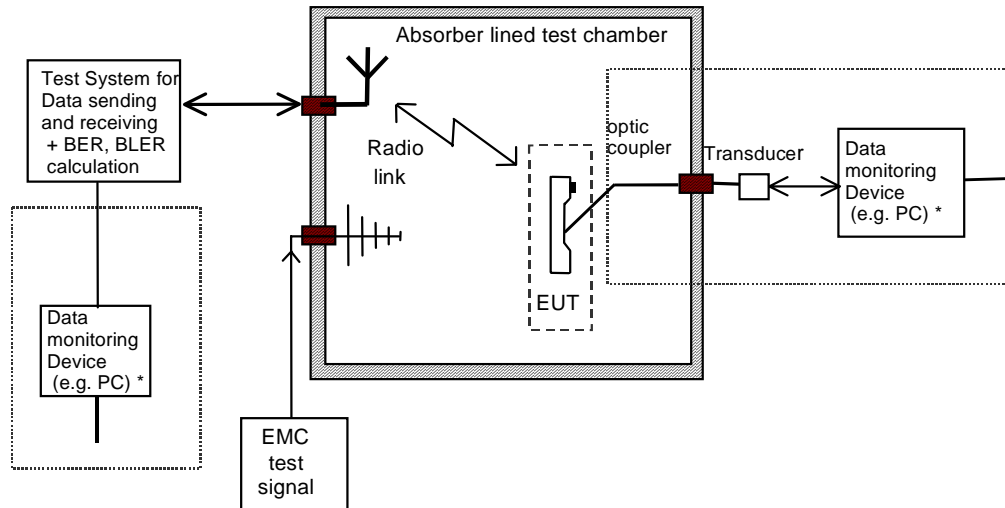 Absorber lined test chamber
Test System for
Data sending
and receiving
+ BER, BLER
calculation
Radio
link
optic
coupler
Transducer
Data
monitoring
Device
(e.g. PC) *
EUT
Data
monitoring
Device
(e.g. PC) *
EMC
test
signal